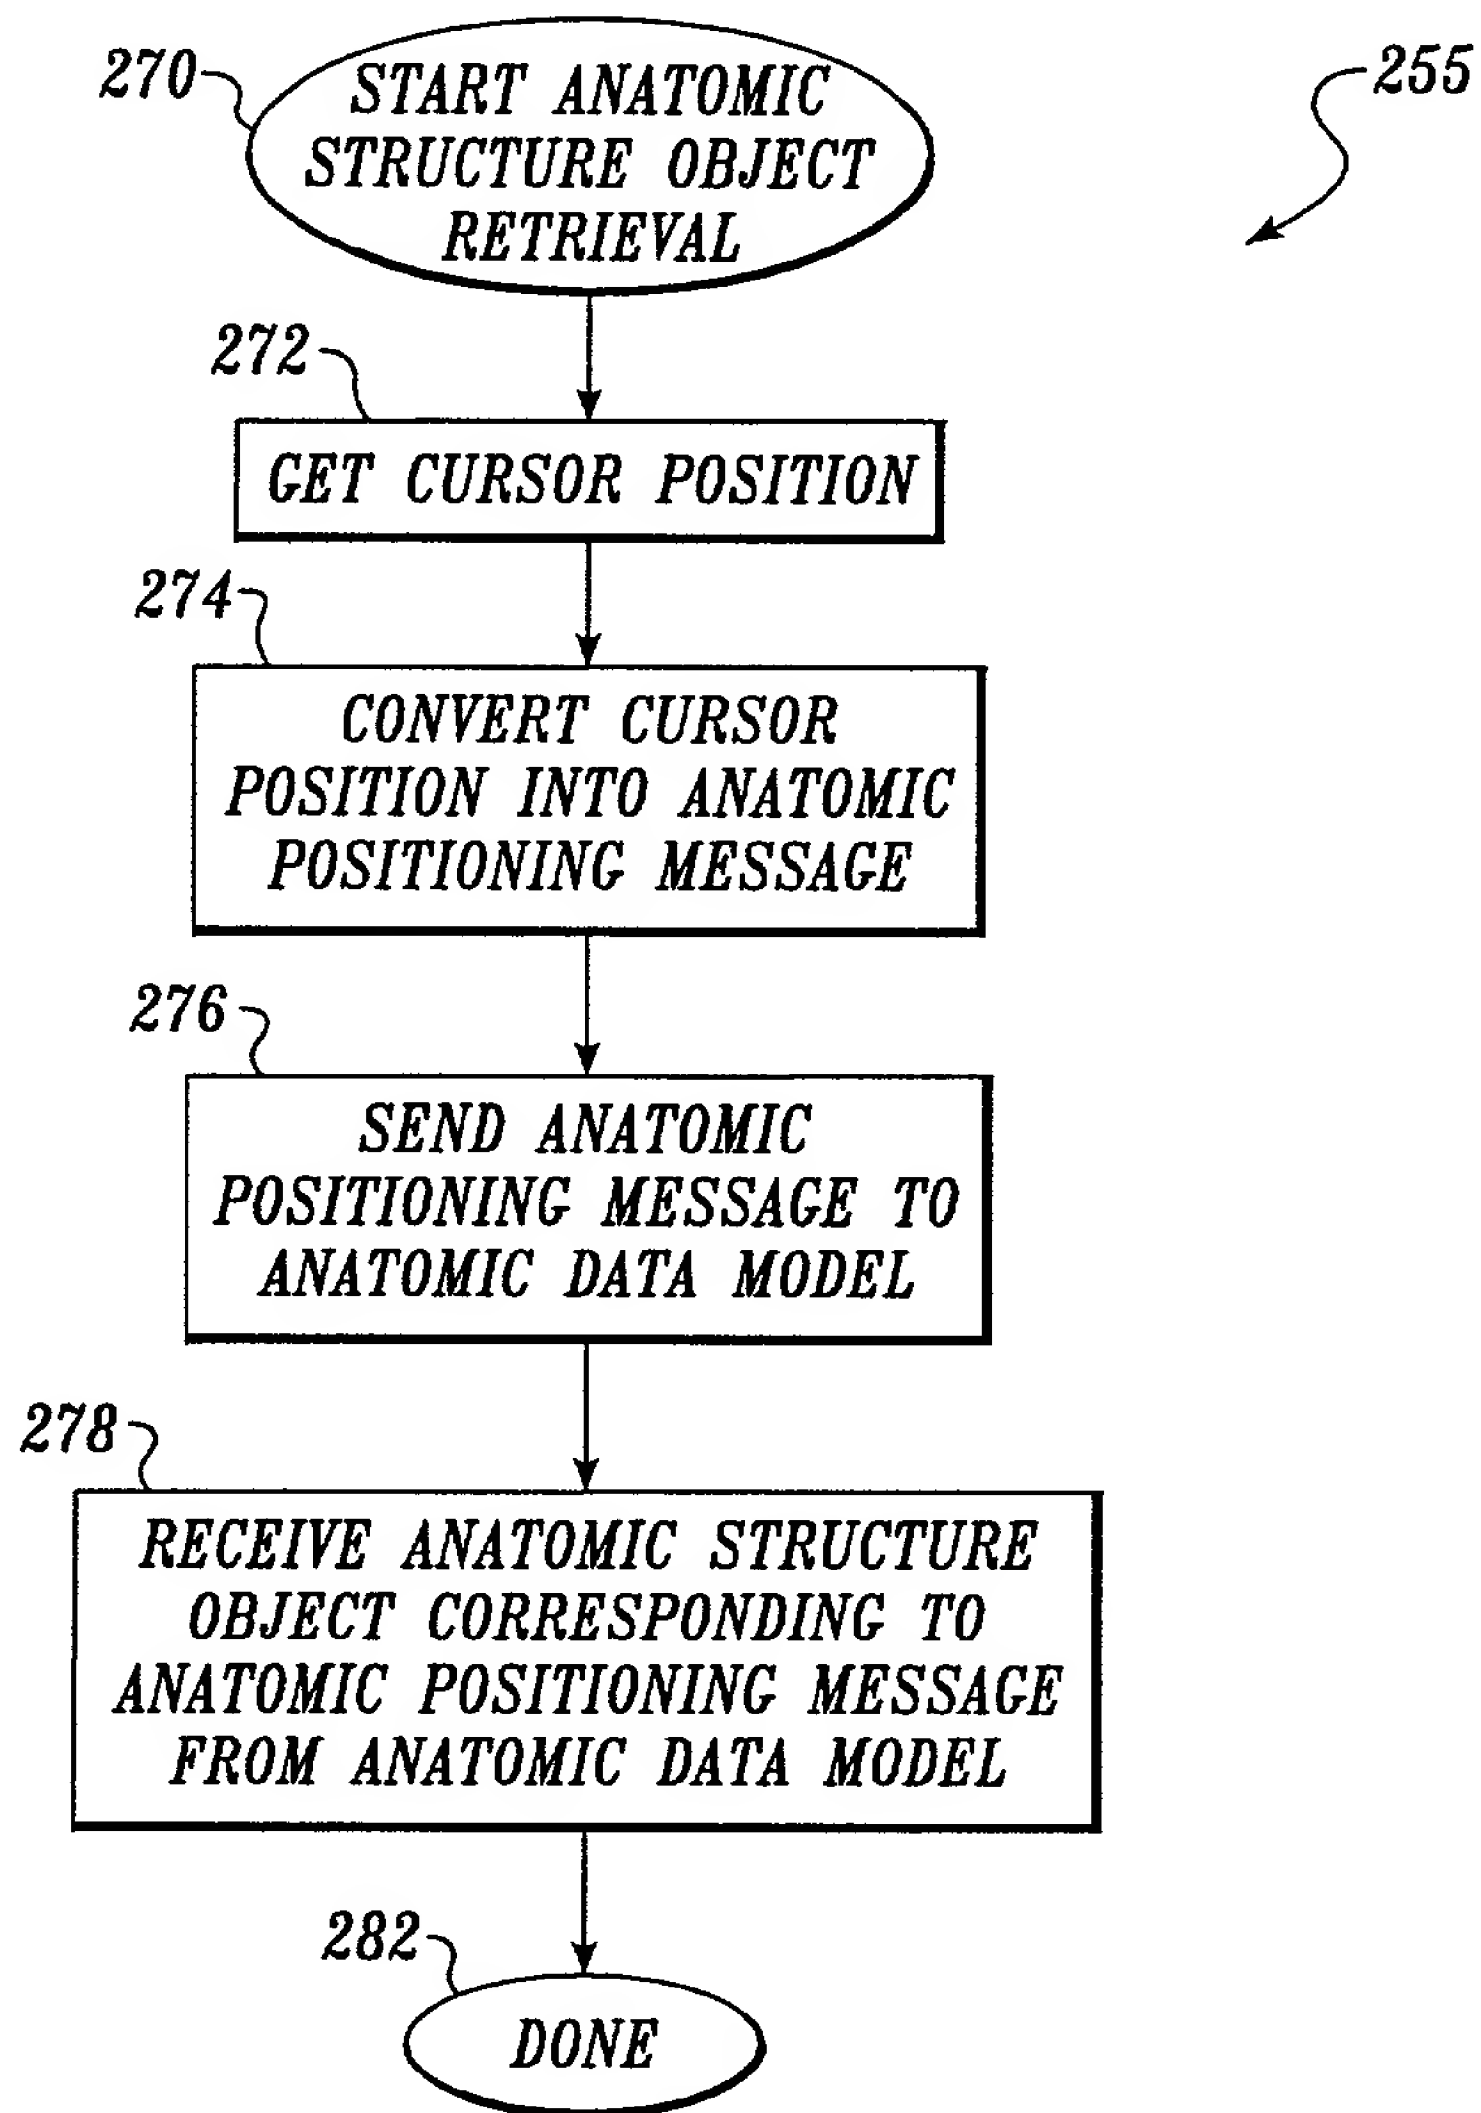 270
START ANATOMIC
STRUCTURE OBJECT
RETRIEVAL
255
272
GET CURSOR POSITION
274
CONVERT CURSOR
POSITION INTO ANATOMIC
POSITIONING MESSAGE
276
SEND ANATOMIC
POSITIONING MESSAGE TO
ANATOMIC DATA MODEL
278
RECEIVE ANATOMIC STRUCTURE
OBJECT CORRESPONDING TO
ANATOMIC POSITIONING MESSAGE
FROM ANATOMIC DATA MODEL
282
DONE